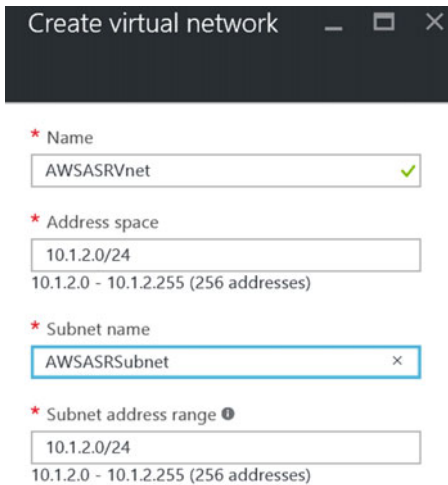 Create virtual network
* Name
AWSASRVnet
* Address space
10.1.2.0/24
10.1.2.0 - 10.1.2.255 (256 addresses)
* Subnet name
AWSASRSubnet
* Subnet address range
10.1.2.0/24
10.1.2.0 - 10.1.2.255 (256 addresses)